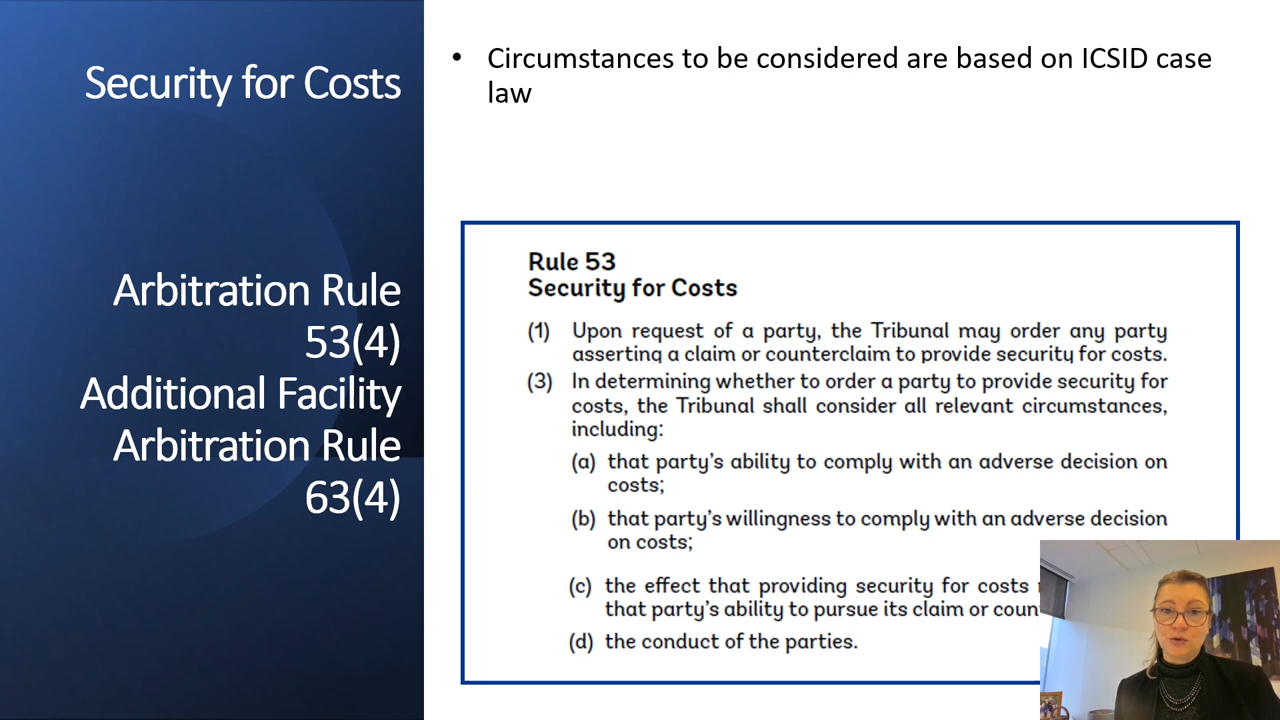 Security for Costs
Arbitration Rule
53(4)
Additional Facility
Arbitration Rule
63(4)
• Circumstances to be considered are based on ICSID case
law
Rule 53
Security for Costs
(1) Upon request of a party, the Tribunal may order any party
asserting a claim or counterclaim to provide security for costs.
(3) In determining whether to order a party to provide security for
costs, the Tribunal shall consider all relevant circumstances,
including:
(a) that party’s ability to comply with an adverse decision on
costs;
(b) that party’s willingness to comply with an adverse decision
on costs;
(c) the effect that providing security for costs
that party’s ability to pursue its claim or coun
(d) the conduct of the parties.